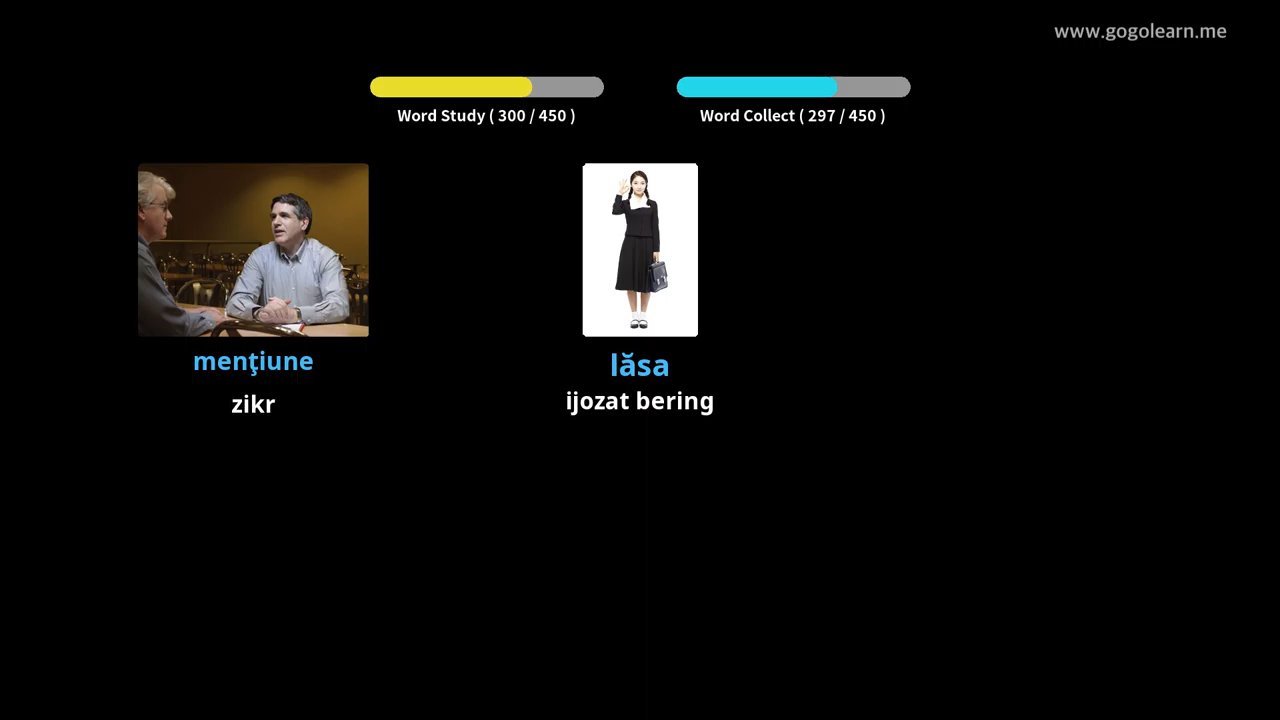 www.gogolearn.me
Word Study ( 300 / 450 )
Word Collect ( 297 / 450 )
menţiune
zikr
lăsa
ijozat bering